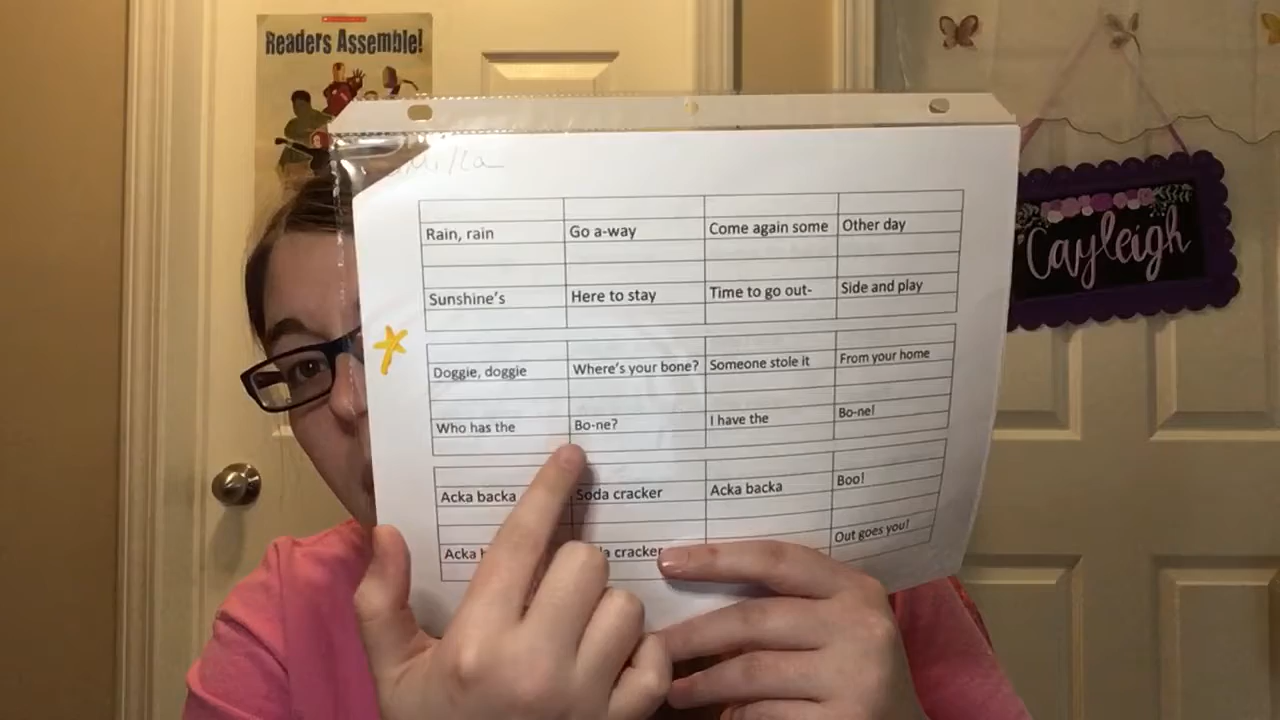 Readers Assemble!
Cayleigh
Rain, rain Go a-way Come again some Other day
Sunshine's Here to stay Time to go out- Side and play
Doggie, doggie Where's your bone? Someone stole it From your home
Who has the Bo-ne? I have the Bo-ne!
Acka backa Soda cracker Acka backa Boo!
Acka cracker Out goes you!